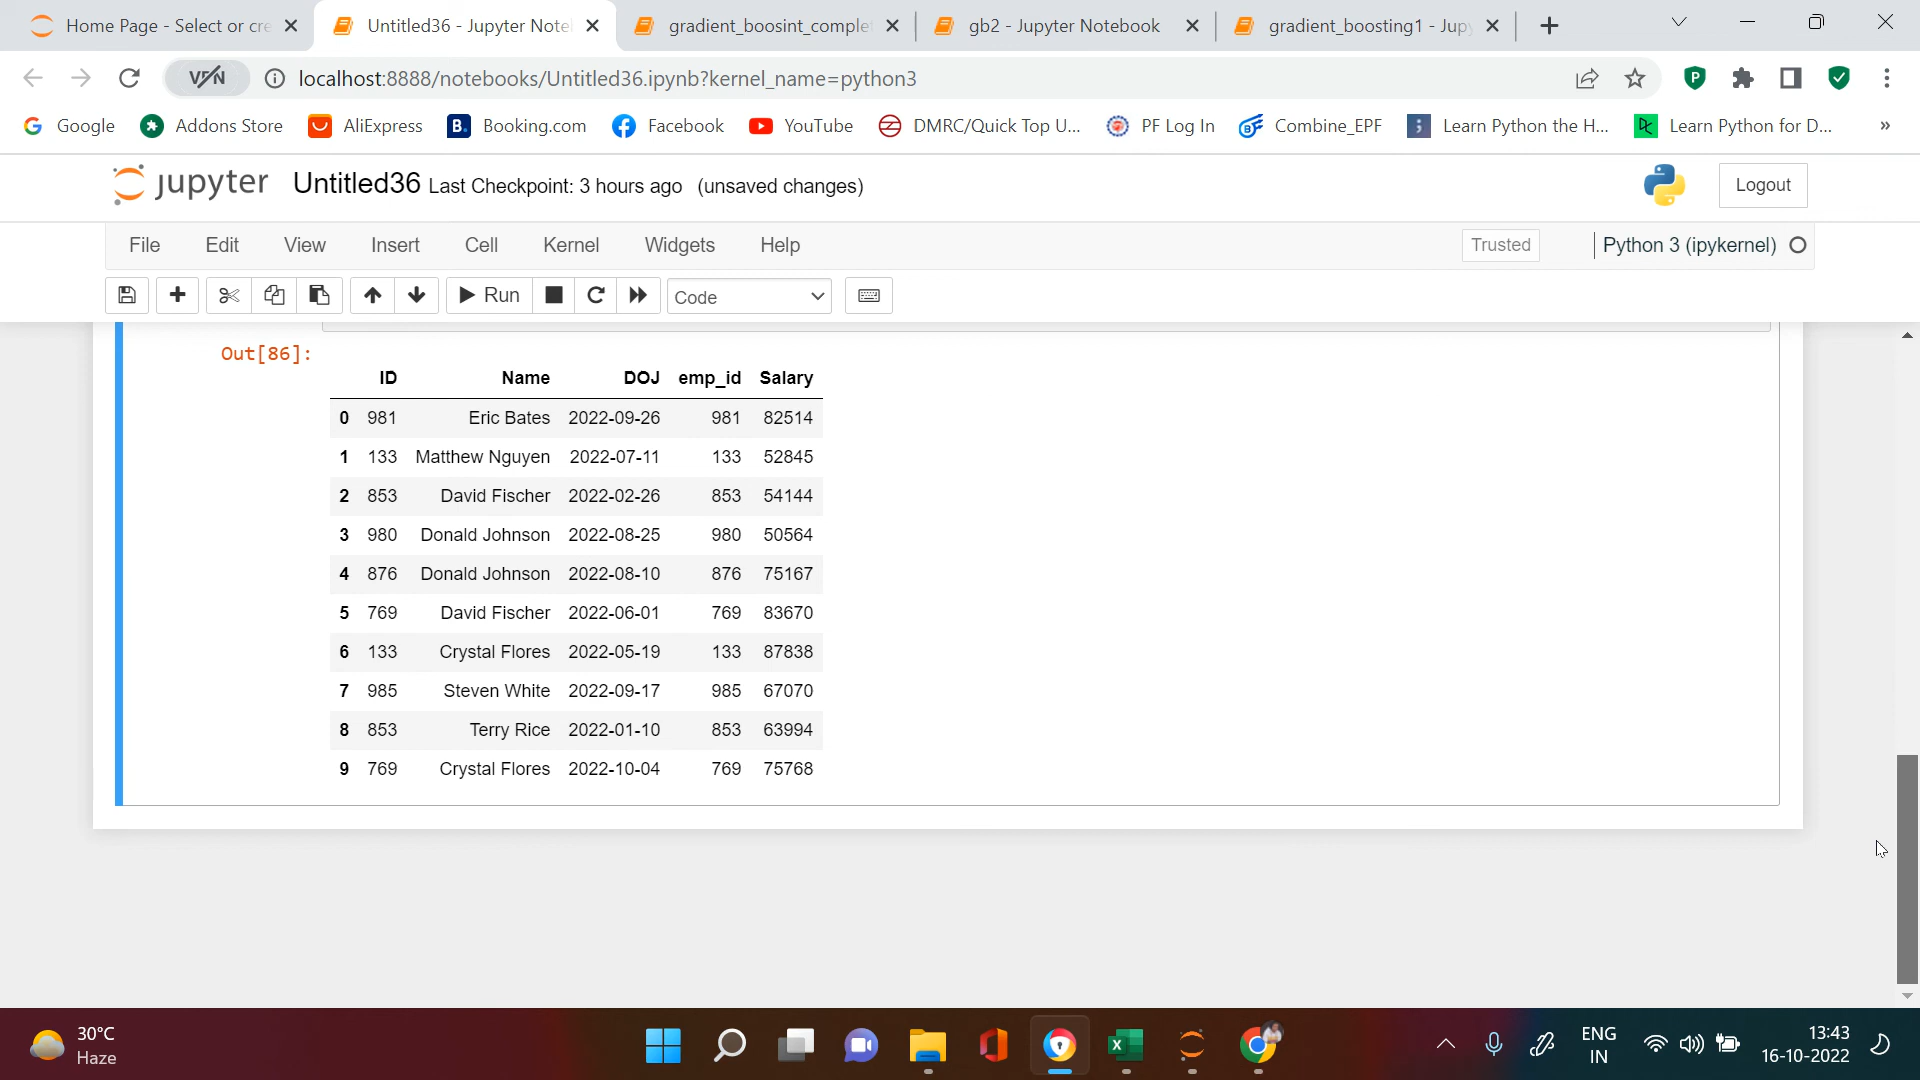 Home Page - Select or cre
Untitled36 - Jupyter Note
gradient_boosint_comple
gb2 - Jupyter Notebook
gradient_boosting1 - Jup
VPN
localhost:8888/notebooks/Untitled36.ipynb?kernel_name=python3
Google
Addons Store
AliExpress
Booking.com
Facebook
YouTube
DMRC/Quick Top U...
PF Log In
Combine_EPF
Learn Python the H...
Learn Python for D...
jupyter Untitled36 Last Checkpoint: 3 hours ago (unsaved changes)
Logout
File Edit View Insert Cell Kernel Widgets Help
Trusted
Python 3 (ipykernel)
Run
Code
Out[86]:
ID Name DOJ emp_id Salary
0 981 Eric Bates 2022-09-26 981 82514
1 133 Matthew Nguyen 2022-07-11 133 52845
2 853 David Fischer 2022-02-26 853 54144
3 980 Donald Johnson 2022-08-25 980 50564
4 876 Donald Johnson 2022-08-10 876 75167
5 769 David Fischer 2022-06-01 769 83670
6 133 Crystal Flores 2022-05-19 133 87838
7 985 Steven White 2022-09-17 985 67070
8 853 Terry Rice 2022-01-10 853 63994
9 769 Crystal Flores 2022-10-04 769 75768
30°C
Haze
ENG
IN
13:43
16-10-2022